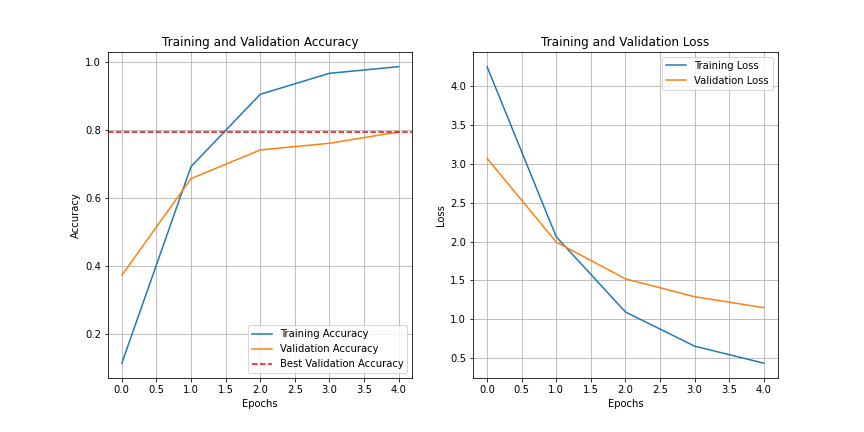 Training and Validation Accuracy
1.0
0.8
0.6
0.4
0.2
Accuracy
Training Accuracy
Validation Accuracy
Best Validation Accuracy
0.0 0.5 1.0 1.5 2.0 2.5 3.0 3.5 4.0
Epochs
Training and Validation Loss
Training Loss
Validation Loss
4.0
3.5
3.0
2.5
2.0
1.5
1.0
0.5
Loss
0.0 0.5 1.0 1.5 2.0 2.5 3.0 3.5 4.0
Epochs